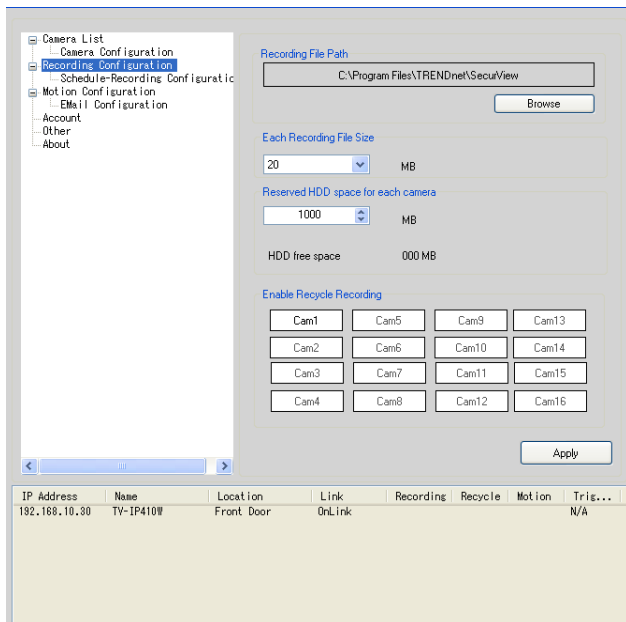 Camera List
Camera Configuration
Recording Configuration
Schedule-Recording Configuratic
Motion Configuration
EMail Configuration
Account
Other
About
Recording File Path
C:\Program Files\TRENDnet\SecurView
Browse
Each Recording File Size
20 MB
Reserved HDD space for each camera
1000 MB
HDD free space 000 MB
Enable Recycle Recording
Cam1 Cam5 Cam9 Cam13
Cam2 Cam6 Cam10 Cam14
Cam3 Cam7 Cam11 Cam15
Cam4 Cam8 Cam12 Cam16
Apply
IP Address Name Location Link Recording Recycle Motion Trig...
192.168.10.30 TV-IP410W Front Door OnLink N/A